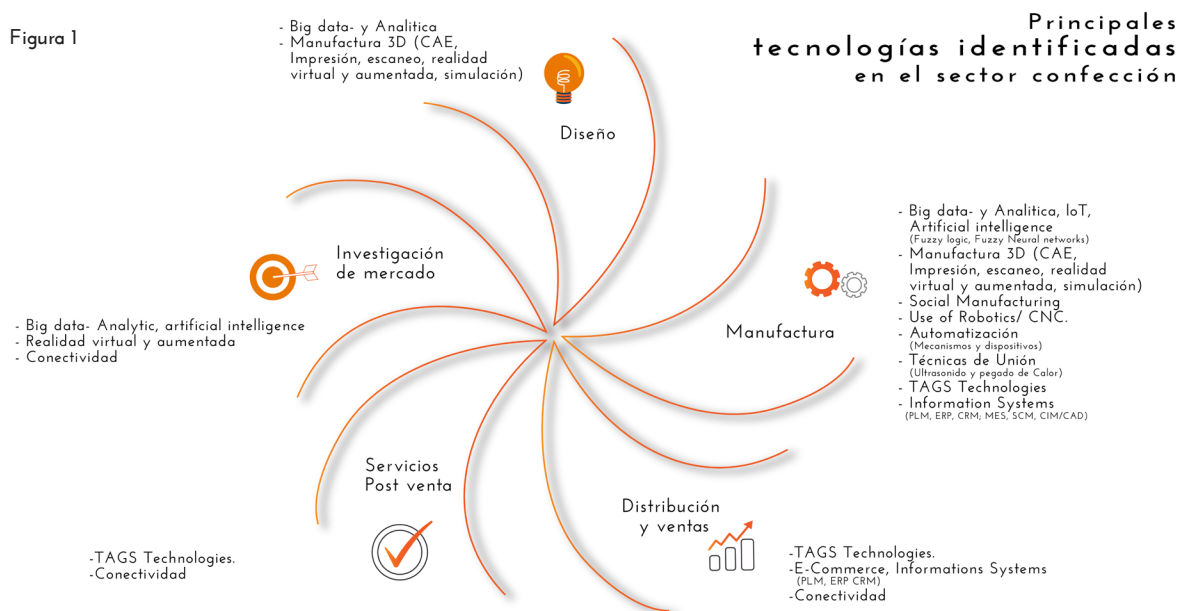 Figura 1
Principales
tecnologías identificadas
en el sector confección
- Big data- y Analitica
- Manufactura 3D (CAE,
Impresión, escaneo, realidad
virtual y aumentada, simulación)
Diseño
Investigación
de mercado
- Big data- Analytic, artificial intelligence
- Realidad virtual y aumentada
- Conectividad
Manufactura
- Big data- y Analitica, IoT,
Artificial intelligence
(Fuzzy logic, Fuzzy Neural networks)
- Manufactura 3D (CAE,
Impresión, escaneo, realidad
virtual y aumentada, simulación)
- Social Manufacturing
- Use of Robotics/ CNC.
- Automatización
(Mecanismos y dispositivos)
- Técnicas de Unión
(Ultrasonido y pegado de Calor)
- TAGS Technologies
- Information Systems
(PLM, ERP, CRM; MES, SCM, CIM/CAD)
Servicios
Post venta
-TAGS Technologies.
-Conectividad
Distribución
y ventas
-TAGS Technologies.
-E-Commerce, Informations Systems
(PLM, ERP CRM)
-Conectividad